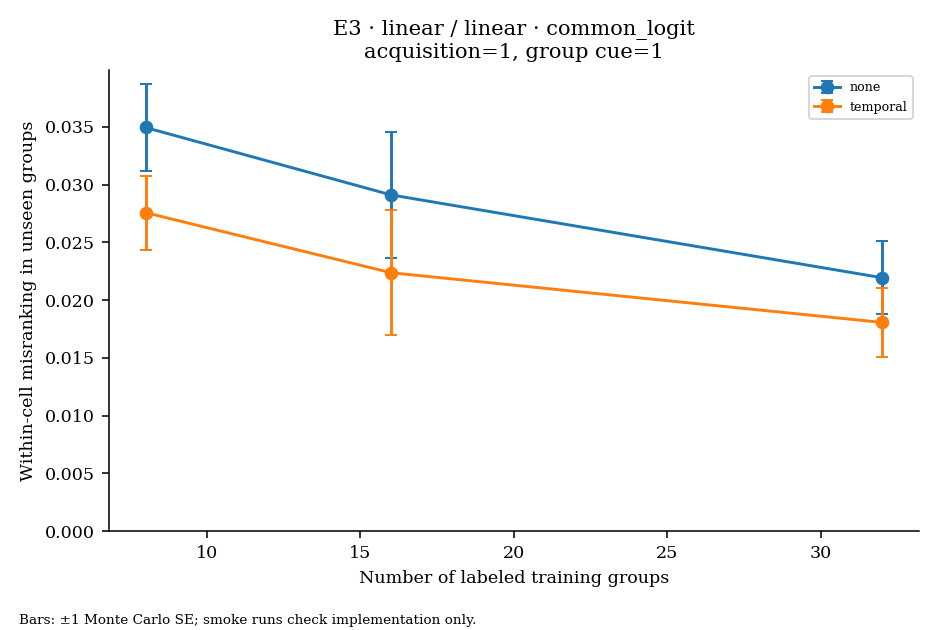 E3 · linear / linear · common_logit
acquisition=1, group cue=1
none
temporal
Within-cell misranking in unseen groups
0.035
0.030
0.025
0.020
0.015
0.010
0.005
0.000
10 15 20 25 30
Number of labeled training groups
Bars: ±1 Monte Carlo SE; smoke runs check implementation only.